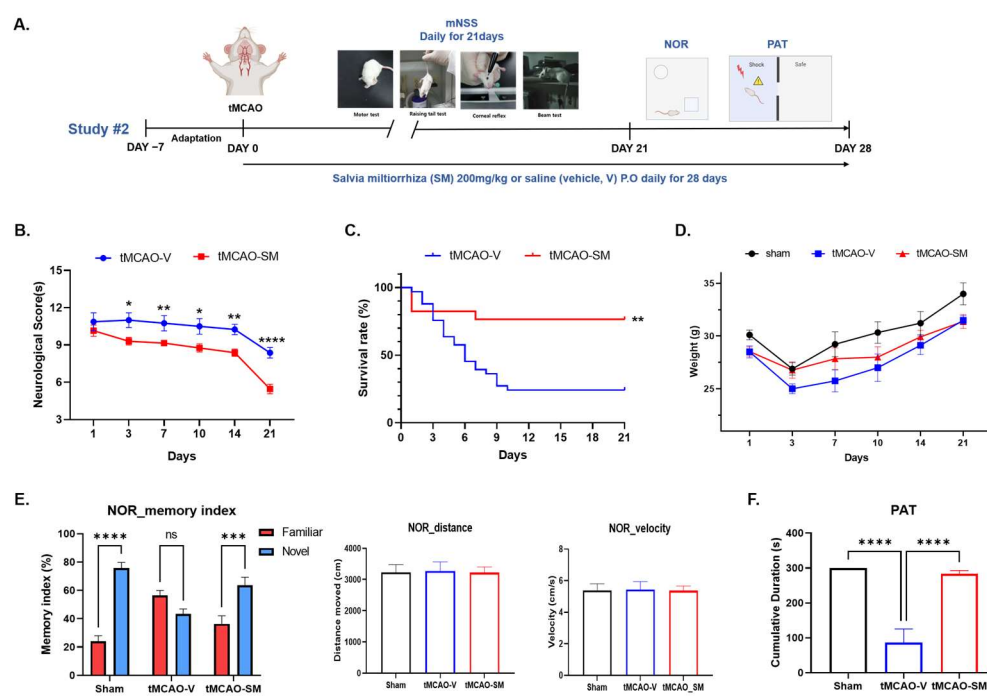 A.
mNSS
Daily for 21days
NOR
PAT
Shock
Safe
tMCAO
Motor test
Raising tail test
Corneal reflex
Beam test
Study #2
Adaptation
DAY −7
DAY 0
DAY 21
DAY 28
Salvia miltiorrhiza (SM) 200mg/kg or saline (vehicle, V) P.O daily for 28 days
B.
tMCAO-V
tMCAO-SM
Neurological Score(s)
15
12
9
6
3
*
**
*
**
****
1 3 7 10 14 21
Days
C.
tMCAO-V
tMCAO-SM
Survival rate (%)
100
50
0
**
0 3 6 9 12 15 18 21
Days
D.
sham
tMCAO-V
tMCAO-SM
Weight (g)
35
30
25
1 3 7 10 14 21
Days
E.
NOR_memory index
Familiar
Novel
Memory index (%)
100
80
60
40
20
0
****
ns
***
Sham tMCAO-V tMCAO-SM
NOR_distance
Distance moved (cm)
4000
3200
2400
1600
800
0
Sham tMCAO-V tMCAO-SM
NOR_velocity
Velocity (cm/s)
8
6
4
2
0
Sham tMCAO-V tMCAO_SM
F.
PAT
Cumulative Duration (s)
400
300
200
100
0
****
****
Sham tMCAO-V tMCAO-SM